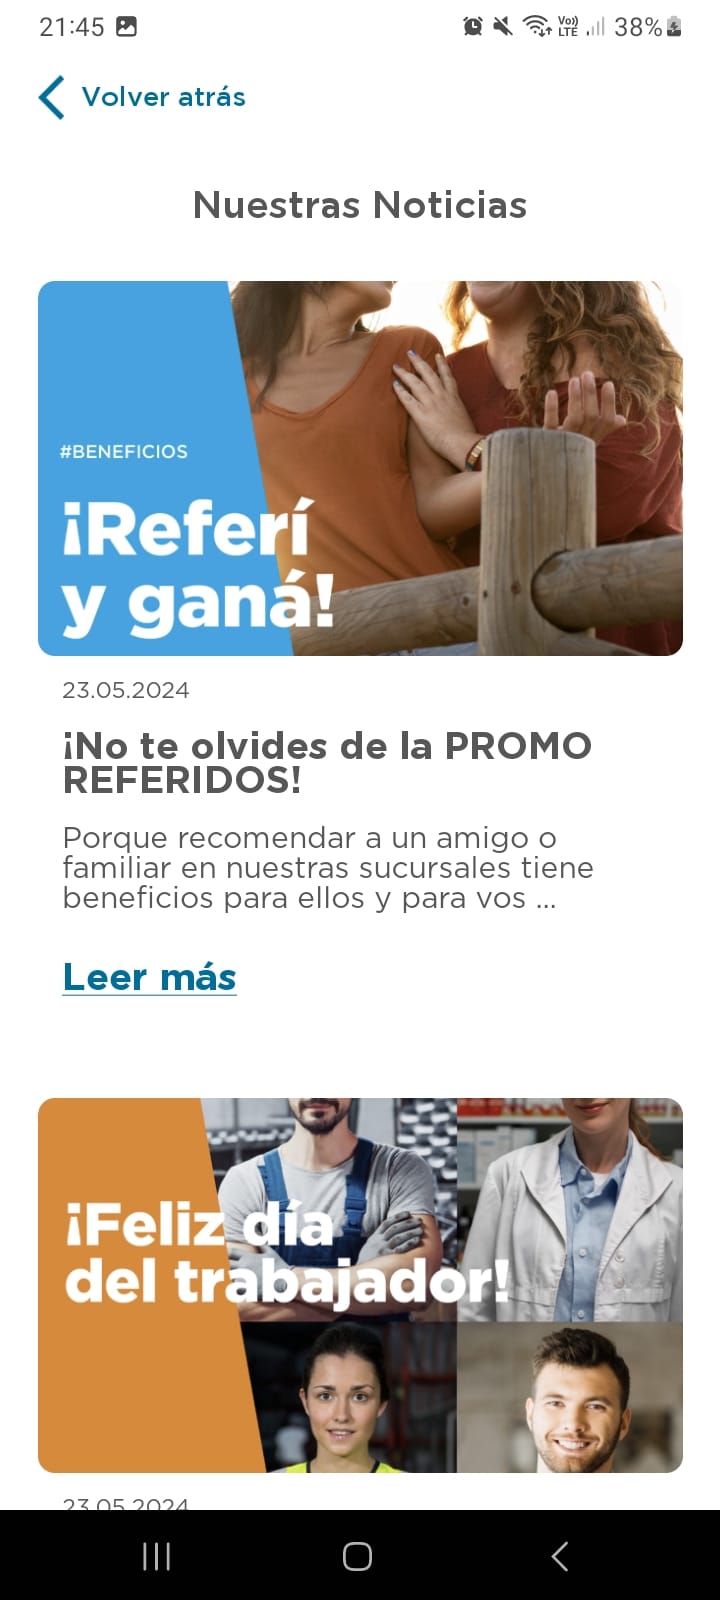 21:45
Vo))
LTE
38%
Volver atrás
Nuestras Noticias
#BENEFICIOS
¡Referí
y ganá!
23.05.2024
¡No te olvides de la PROMO
REFERIDOS!
Porque recomendar a un amigo o
familiar en nuestras sucursales tiene
beneficios para ellos y para vos ...
Leer más
¡Feliz día
del trabajador!
23.05.2024